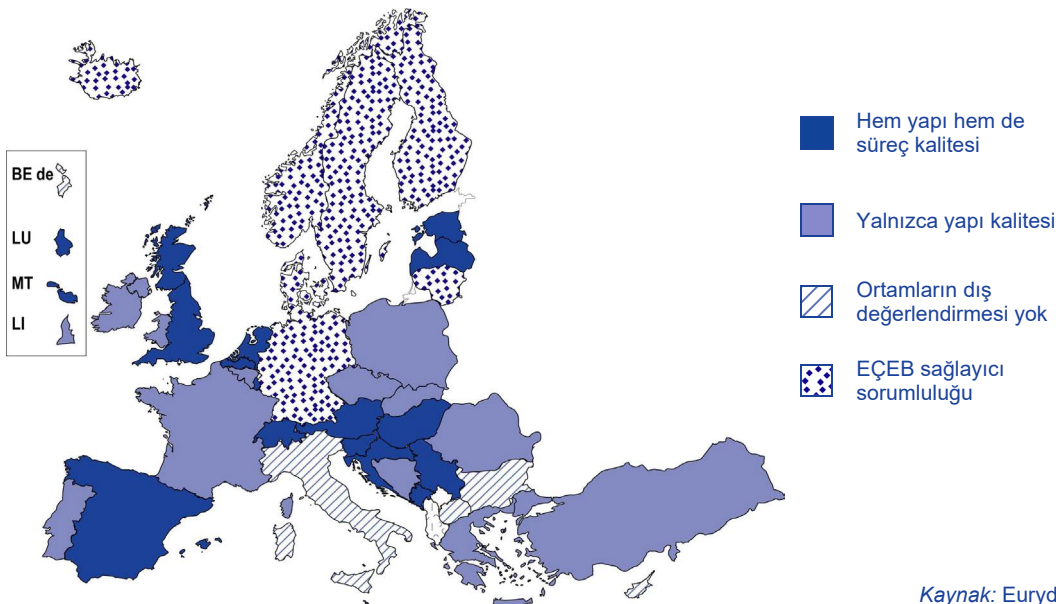 BE de
LU
MT
LI
Hem yapı hem de
süreç kalitesi
Yalnızca yapı kalitesi
Ortamların dış
değerlendirmesi yok
EÇEB sağlayıcı
sorumluluğu
Kaynak: Euryd